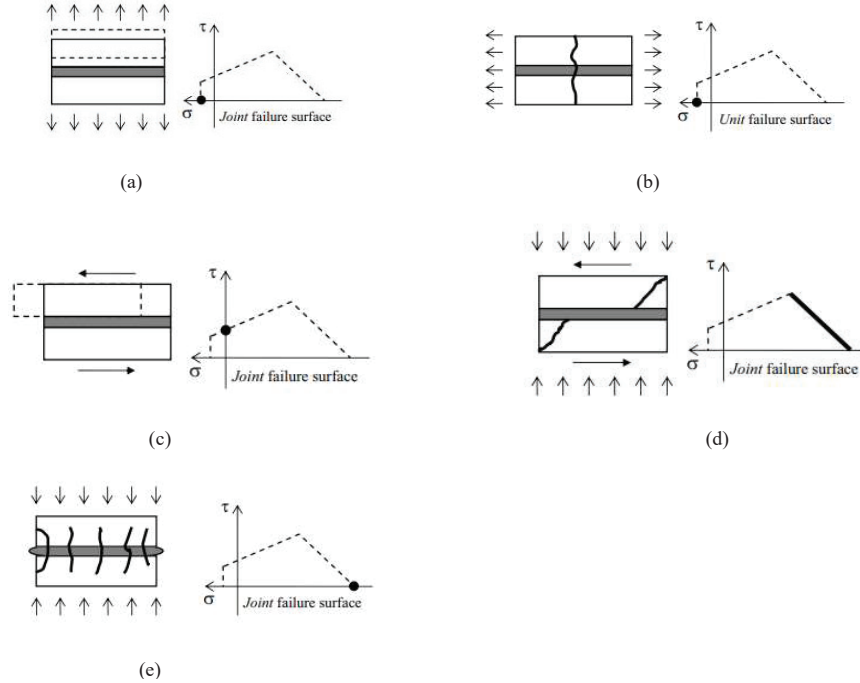 τ
σ
Joint failure surface
(a)
τ
σ
Unit failure surface
(b)
τ
σ
Joint failure surface
(c)
τ
σ
Joint failure surface
(d)
τ
σ
Joint failure surface
(e)